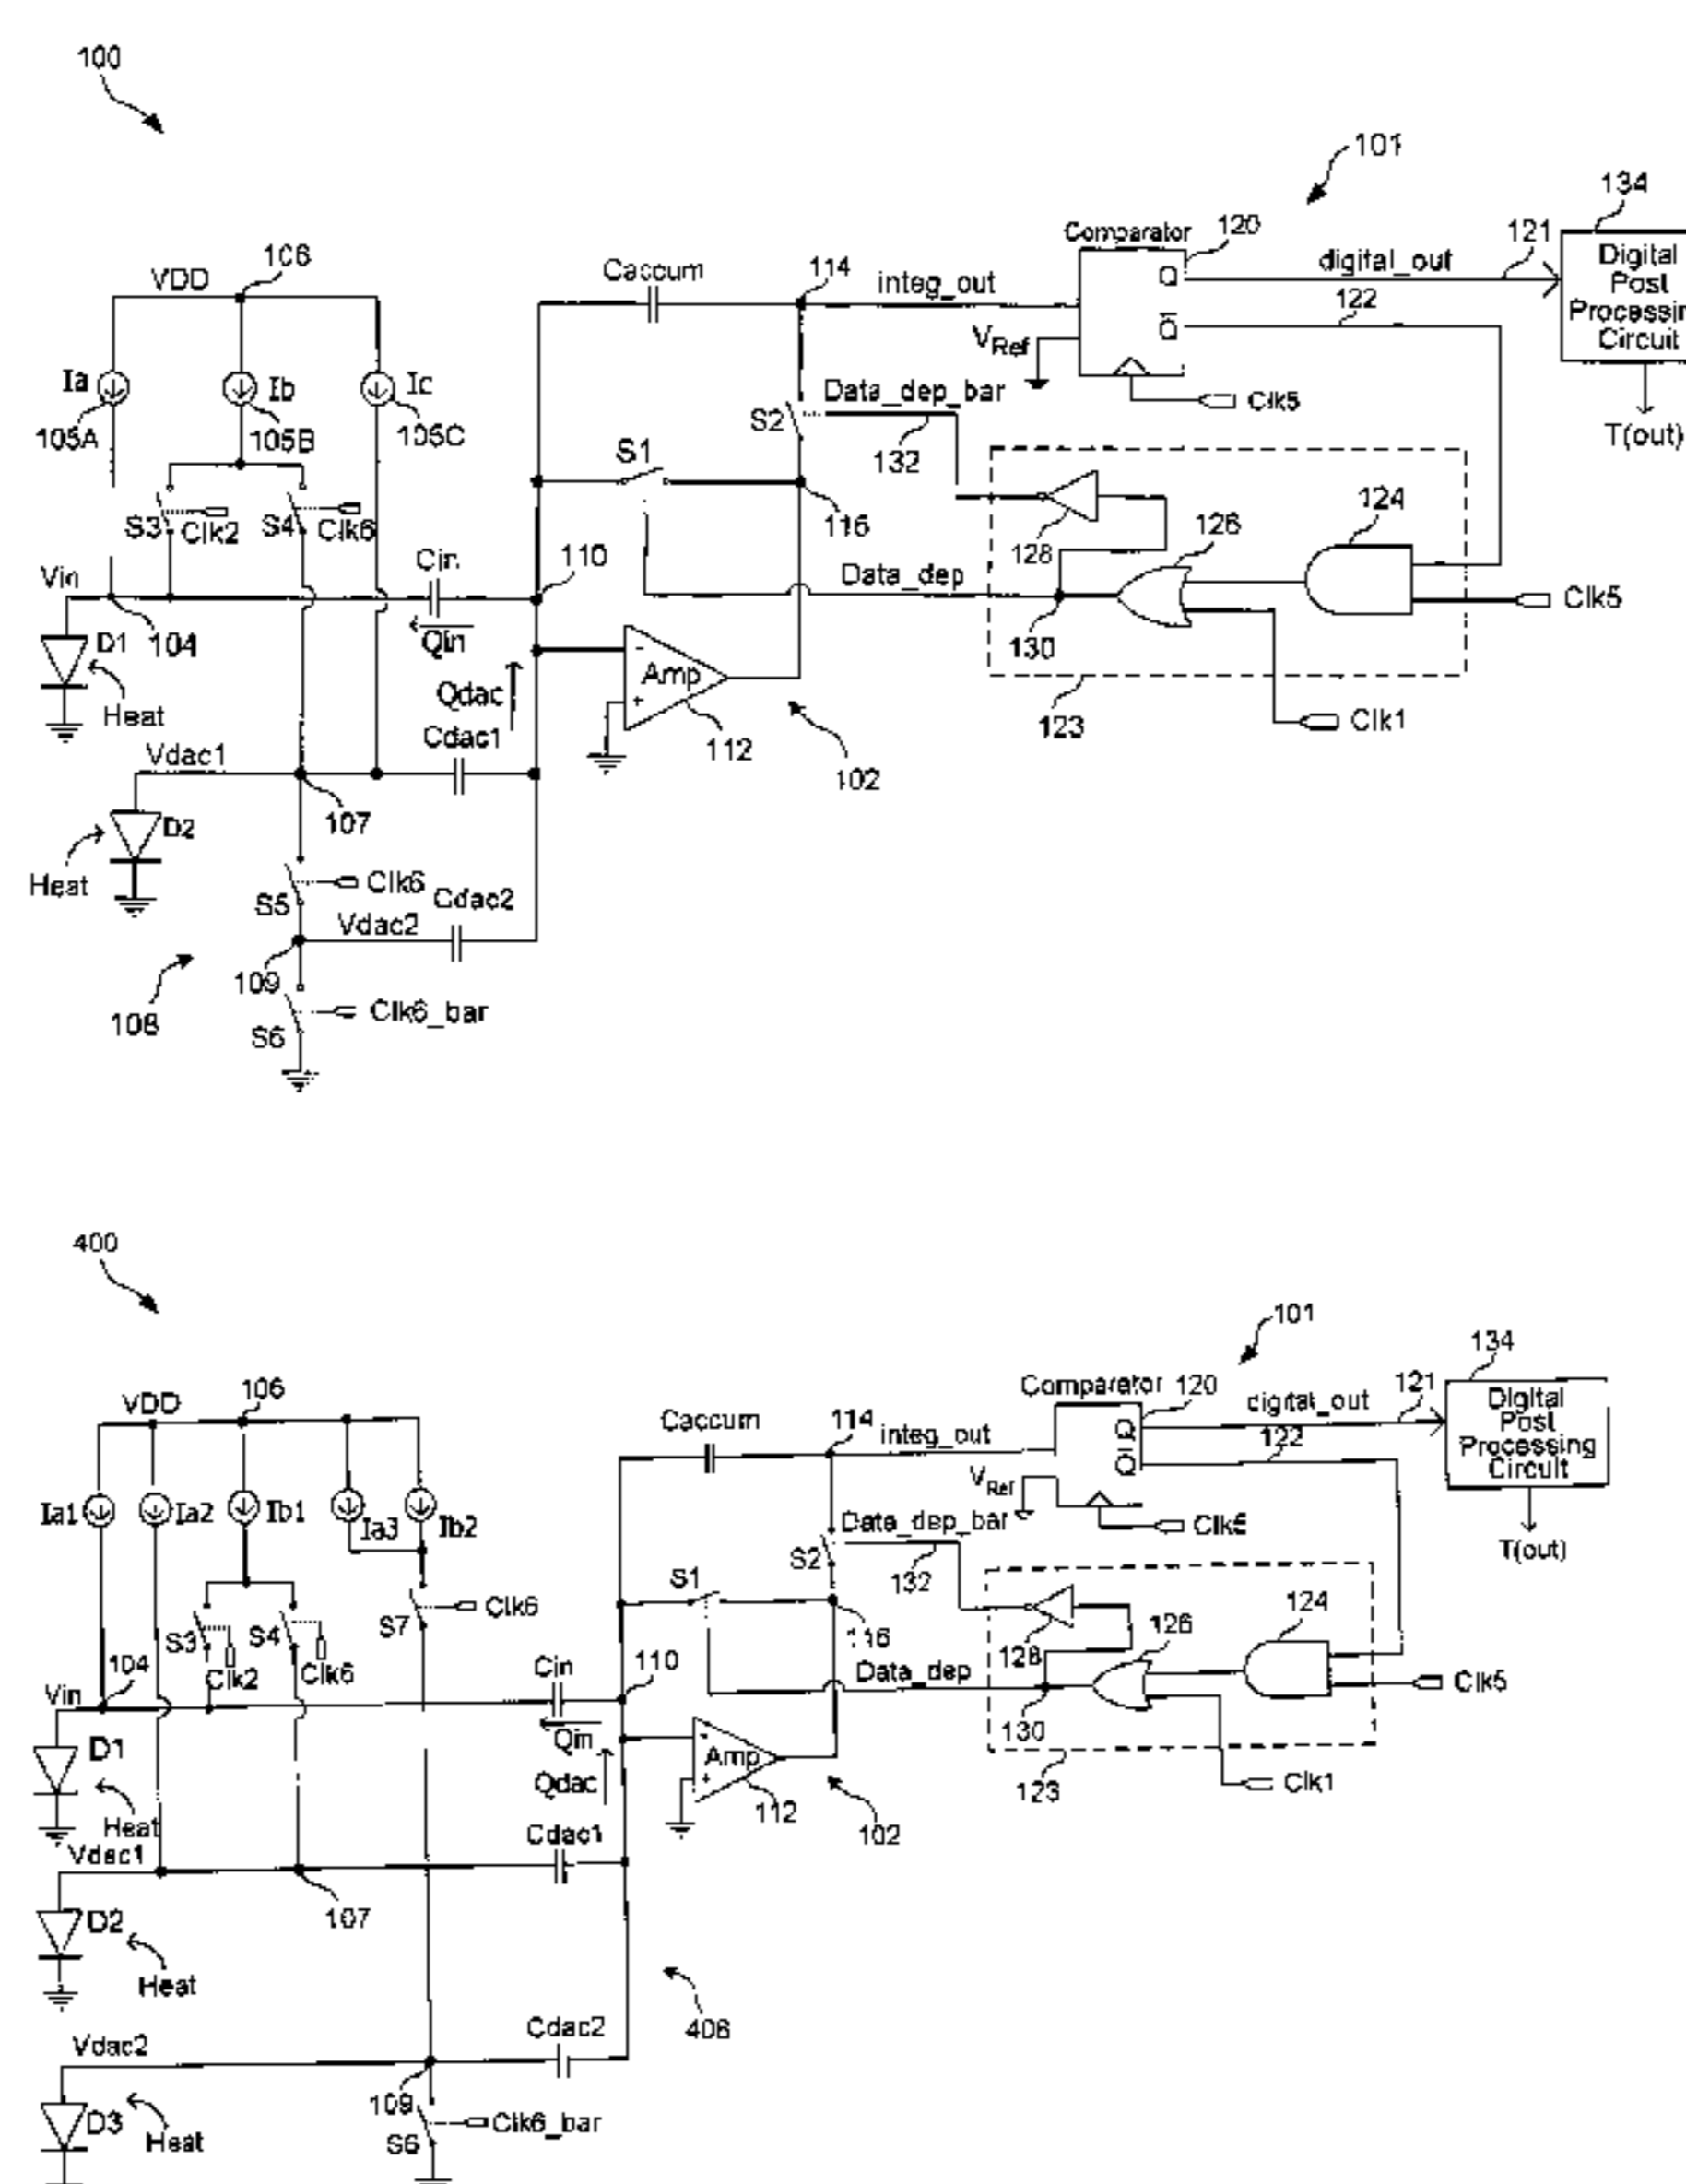 100
101
134
Comparator
120
121
Digital
Post
Processin
Circuit
digital_out
122
T(out)
106
VDD
Caccum
114
integ_out
Q
Q̅
VRef
Clk5
Ia
Ib
Ic
105A
105B
105C
Data_dep_bar
S2
132
S1
116
S3
Clk2
S4
Clk6
128
126
124
Clk5
Vin
Cin
110
Data_dep
130
D1
104
Qin
Heat
Qdac
Amp
-
+
112
102
123
Clk1
Vdac1
Cdac1
D2
107
Heat
Clk6
S5
Cdac2
Vdac2
109
108
Clk6_bar
S6
400
101
134
Comparator
120
121
Digital
Post
Processing
Circuit
digital_out
122
T(out)
VDD
106
Caccum
114
integ_out
Q
Q̅
VRef
Ia1
Ia2
Ib1
Ia3
Ib2
Data_dep_bar
S2
132
S1
116
S3
Clk2
S4
Clk6
S7
Clk6
128
126
124
Clk5
104
Vin
Cin
110
Data_dep
130
D1
Qin
Heat
Qdac
Amp
-
+
112
102
123
Clk1
Vdac1
Cdac1
D2
107
Heat
406
Vdac2
Cdac2
109
D3
Heat
Clk6_bar
S6